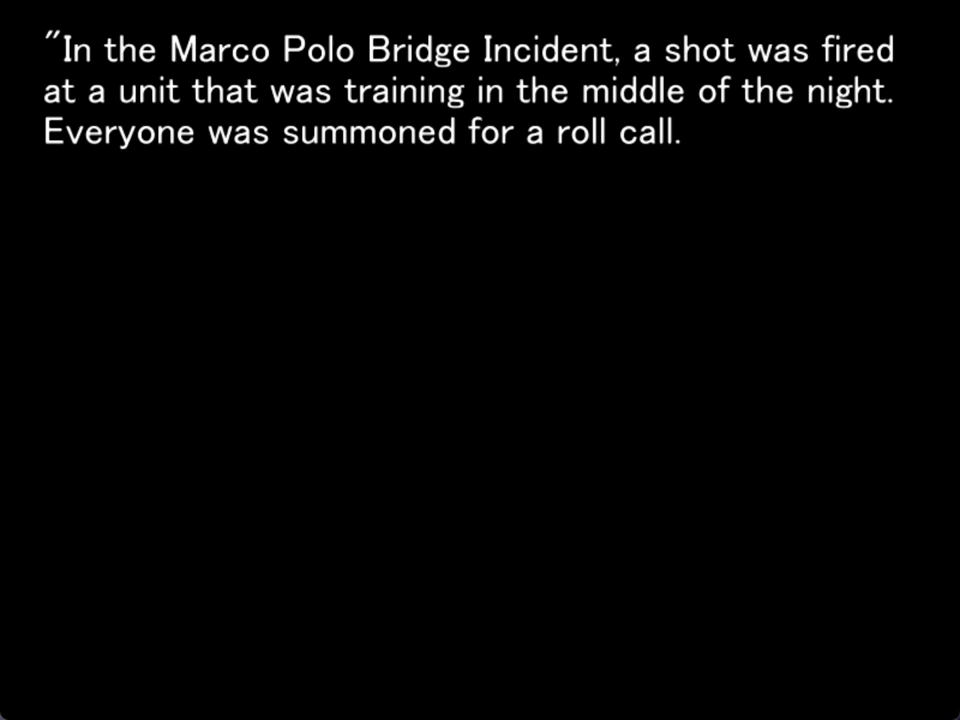 "In the Marco Polo Bridge Incident, a shot was fired
at a unit that was training in the middle of the night.
Everyone was summoned for a roll call.